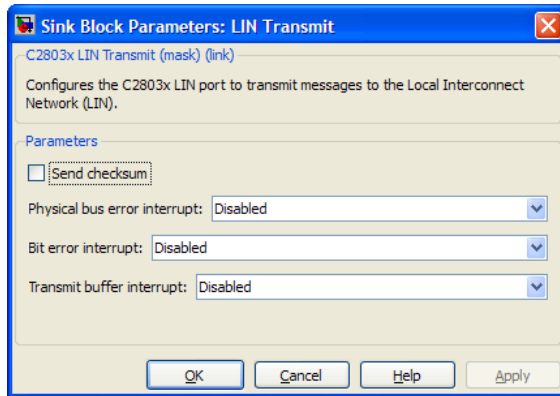 Sink Block Parameters: LIN Transmit
C2803x LIN Transmit (mask) (link)
Configures the C2803x LIN port to transmit messages to the Local Interconnect
Network (LIN).
Parameters
Send checksum
Physical bus error interrupt: Disabled
Bit error interrupt: Disabled
Transmit buffer interrupt: Disabled
OK Cancel Help Apply